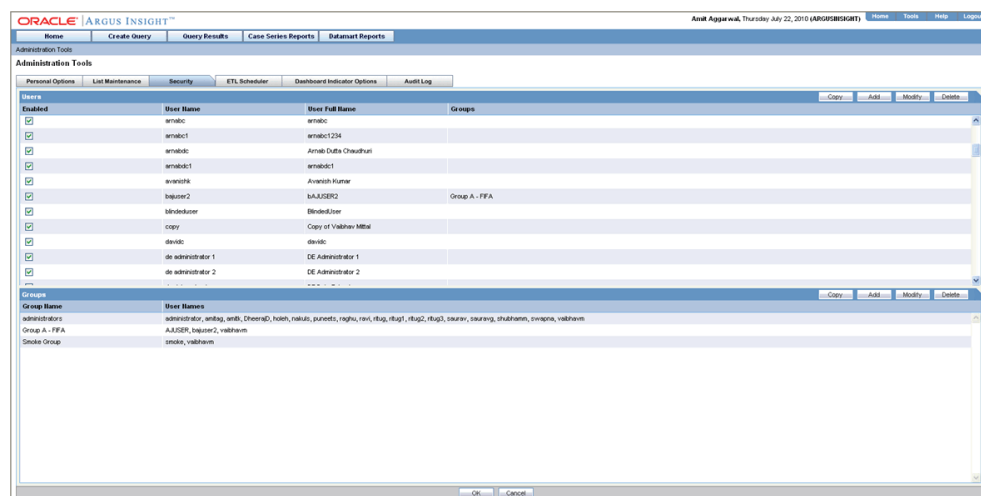 ORACLE | ARGUS INSIGHT™
Amit Aggarwal, Thursday July 22, 2010 (ARGUSINSIGHT) Home Tools Help Logout
Home Create Query Query Results Case Series Reports Datamart Reports
Administration Tools
Administration Tools
Personal Options List Maintenance Security ETL Scheduler Dashboard Indicator Options Audit Log
Users Copy Add Modify Delete
Enabled User Name User Full Name Groups
arnabc arnabc
arnabc1 arnabc1234
arnabdc Arnab Dutta Chaudhuri
arnabdc1 arnabdc1
avanishk Avanish Kumar
bajuser2 bAJUSER2 Group A - FIFA
blindeduser BlindedUser
copy Copy of Vaibhav Mittal
davidc davidc
de administrator 1 DE Administrator 1
de administrator 2 DE Administrator 2
Groups Copy Add Modify Delete
Group Name User Names
administrators administrator, amitag, amitk, DheerajD, holeh, nakuls, puneets, raghu, ravi, ritug, ritug1, ritug2, ritug3, saurav, sauravg, shubhamm, swapna, vaibhavm
Group A - FIFA AJUSER, bajuser2, vaibhavm
Smoke Group smoke, vaibhavm
OK Cancel